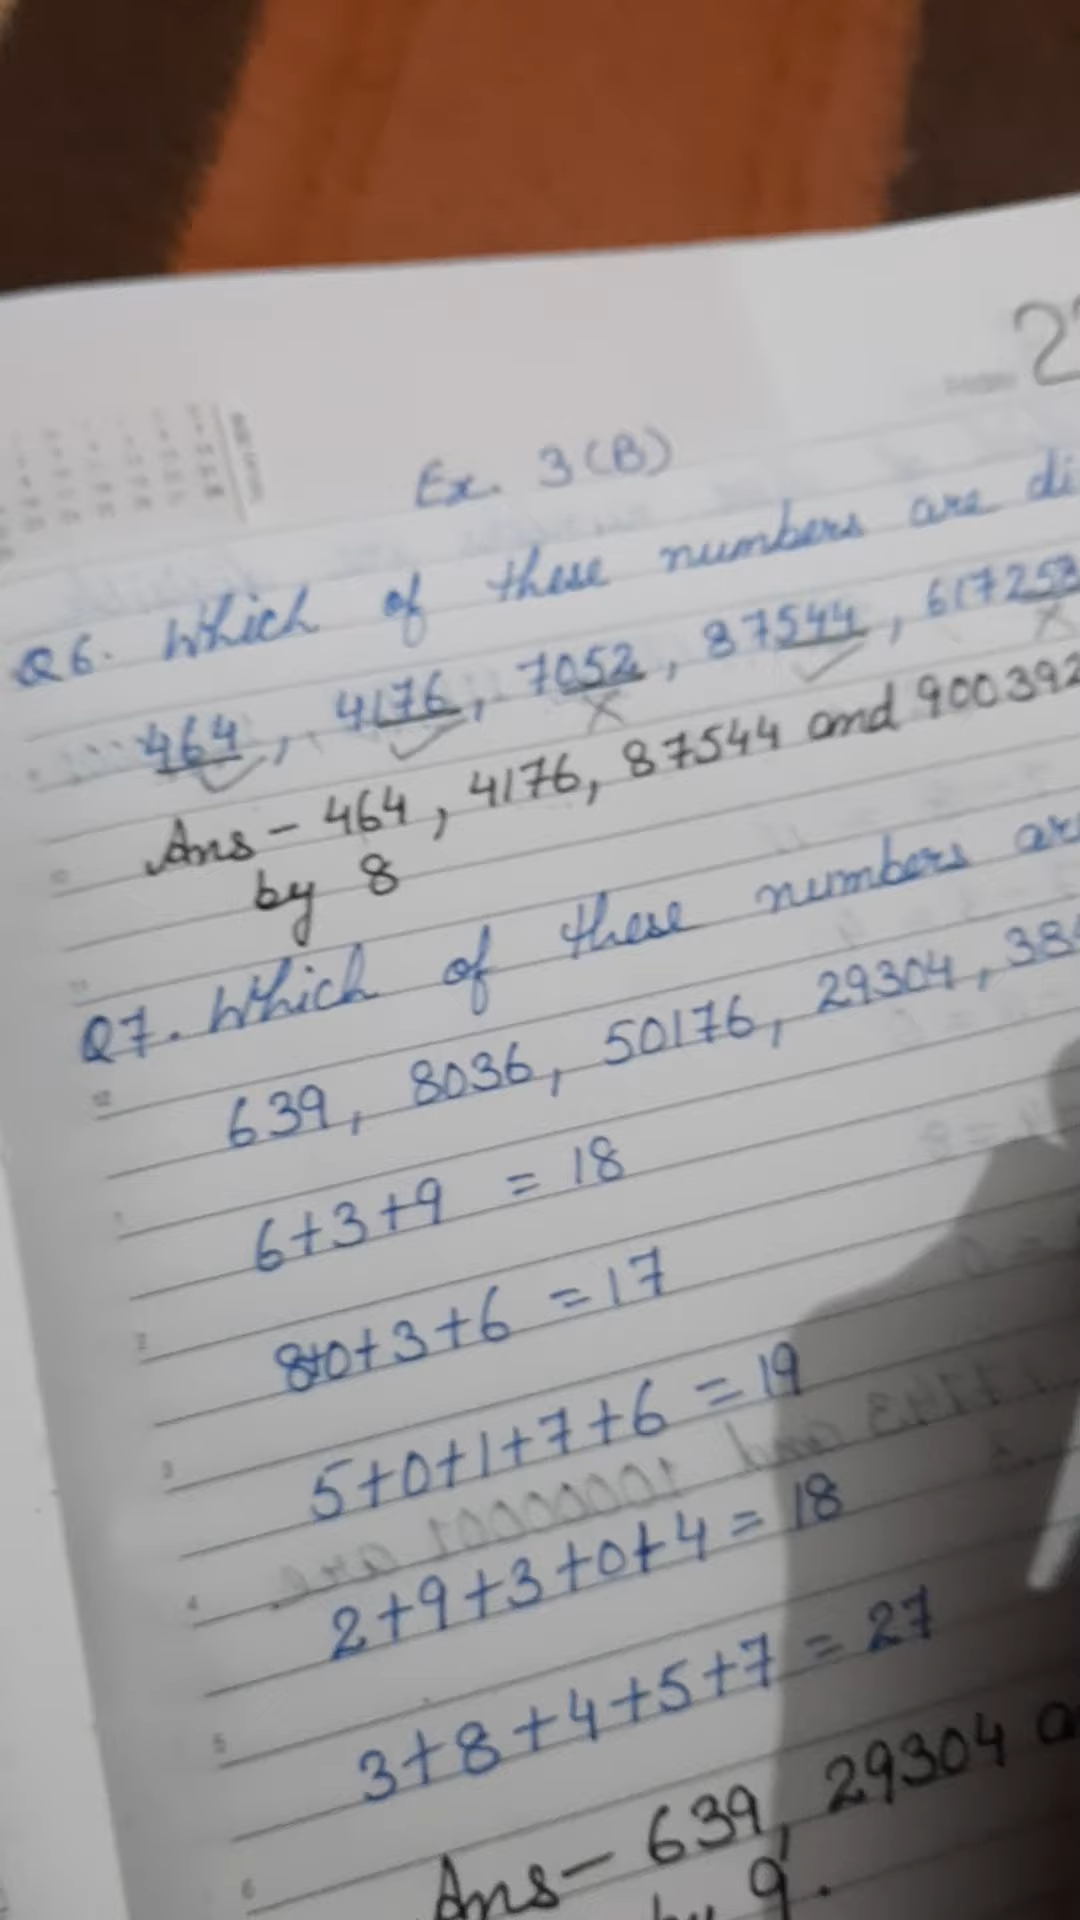 Ex. 3(B)
Q6. Which of these numbers are di
464, 4176, 7052, 87544, 617253
Ans - 464, 4176, 87544 and 900392
by 8
Q7. Which of these numbers are
639, 8036, 50176, 29304, 38
6+3+9 = 18
8+0+3+6 = 17
5+0+1+7+6 = 19
2+9+3+0+4 = 18
3+8+4+5+7 = 27
Ans - 639, 29304 a
by 9.